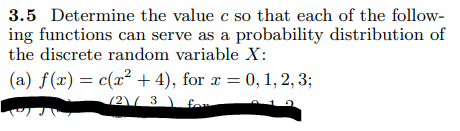 3.5 Determine the value c so that each of the follow-
ing functions can serve as a probability distribution of
the discrete random variable X:
(a) f(x) = c(x² + 4), for x = 0, 1, 2, 3;